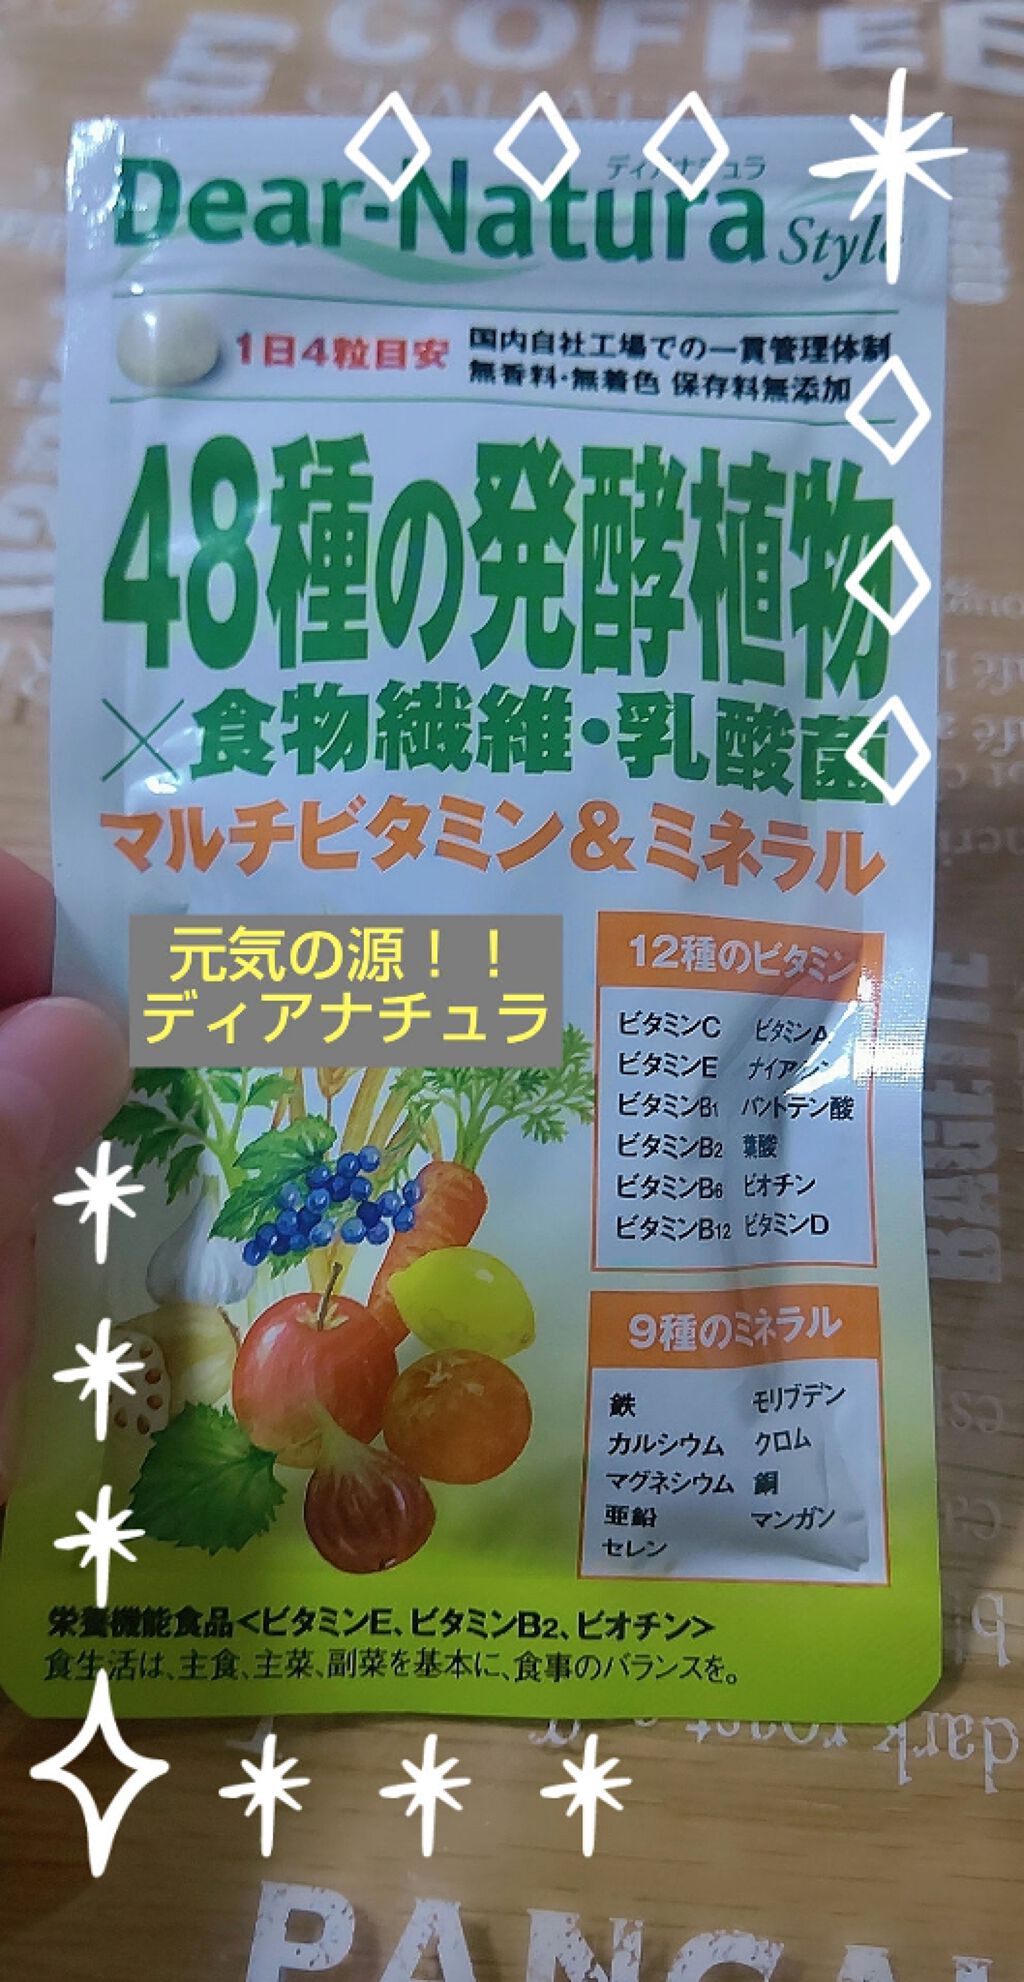 COFFEE
ディアナチュラ
Dear-Natura Style
1日4粒目安
国内自社工場での一貫管理体制
無香料・無着色 保存料無添加
48種の発酵植物
×食物繊維・乳酸菌
マルチビタミン&ミネラル
元気の源！！
ディアナチュラ
12種のビタミン
ビタミンC ビタミンA
ビタミンE ナイアシン
ビタミンB1 パントテン酸
ビタミンB2 葉酸
ビタミンB6 ビオチン
ビタミンB12 ビタミンD
9種のミネラル
鉄 モリブデン
カルシウム クロム
マグネシウム 銅
亜鉛 マンガン
セレン
栄養機能食品<ビタミンE、ビタミンB2、ビオチン>
食生活は、主食、主菜、副菜を基本に、食事のバランスを。
BAGETTE
dark roast